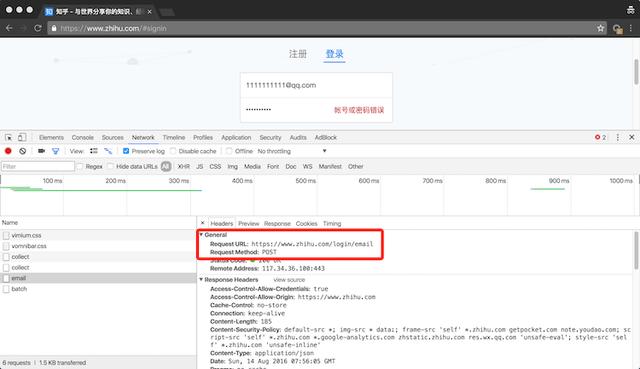 知乎 - 与世界分享你的知识、经
https://www.zhihu.com/#signin
注册 登录
1111111111@qq.com
•••••••••• 帐号或密码错误
Elements Console Sources Network Timeline Profiles Application Security Audits AdBlock 2
View: Preserve log Disable cache Offline No throttling
Filter Regex Hide data URLs All XHR JS CSS Img Media Font Doc WS Manifest Other
100 ms 200 ms 300 ms 400 ms 500 ms 600 ms 700 ms 800 ms 900 ms 1000 ms
Name
vimium.css
vomnibar.css
collect
collect
email
batch
6 requests | 1.5 KB transferred
Headers Preview Response Cookies Timing
General
Request URL: https://www.zhihu.com/login/email
Request Method: POST
Status Code: 200 OK
Remote Address: 117.34.36.100:443
Response Headers view source
Access-Control-Allow-Credentials: true
Access-Control-Allow-Origin: https://www.zhihu.com
Cache-Control: no-store
Connection: keep-alive
Content-Length: 185
Content-Security-Policy: default-src *; img-src * data:; frame-src 'self' *.zhihu.com getpocket.com note.youdao.com; sc
ript-src 'self' *.zhihu.com *.google-analytics.com zhstatic.zhihu.com res.wx.qq.com 'unsafe-eval'; style-src 'sel
f' *.zhihu.com 'unsafe-inline'
Content-Type: application/json
Date: Sun, 14 Aug 2016 07:56:05 GMT